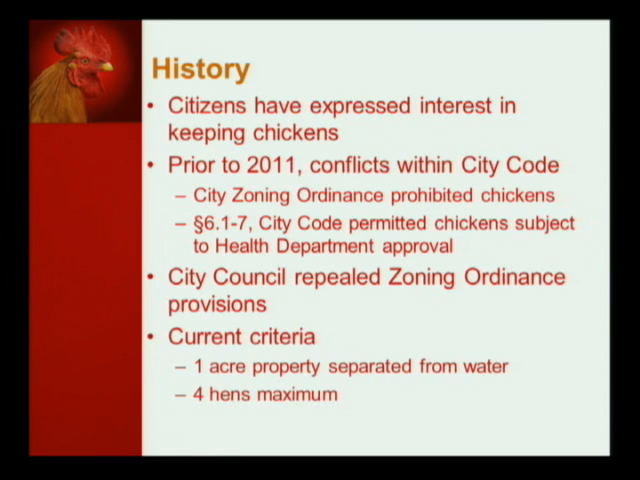 History
• Citizens have expressed interest in
keeping chickens
• Prior to 2011, conflicts within City Code
– City Zoning Ordinance prohibited chickens
– §6.1-7, City Code permitted chickens subject
to Health Department approval
• City Council repealed Zoning Ordinance
provisions
• Current criteria
– 1 acre property separated from water
– 4 hens maximum